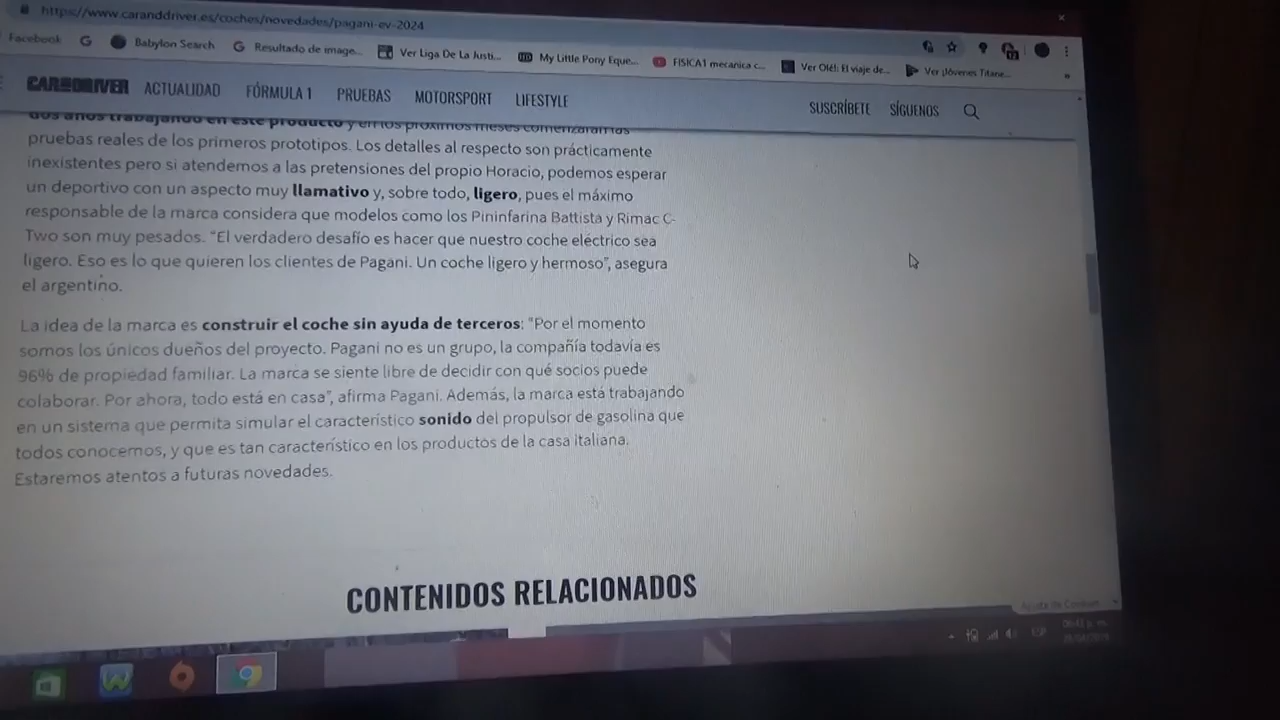 https://www.caranddriver.es/coches/novedades/pagani-ev-2024
Facebook
Babylon Search
Resultado de image...
Ver Liga De La Justi...
My Little Pony Eque...
FISICA1 mecanica c...
Ver Olé!: El viaje de...
Ver ¡Jóvenes Titane...
»
CAR AND DRIVER ACTUALIDAD FÓRMULA 1 PRUEBAS MOTORSPORT LIFESTYLE SUSCRÍBETE SÍGUENOS
dos años trabajando en este producto y en los próximos meses comenzarán las
pruebas reales de los primeros prototipos. Los detalles al respecto son prácticamente
inexistentes pero si atendemos a las pretensiones del propio Horacio, podemos esperar
un deportivo con un aspecto muy llamativo y, sobre todo, ligero, pues el máximo
responsable de la marca considera que modelos como los Pininfarina Battista y Rimac C-
Two son muy pesados. “El verdadero desafío es hacer que nuestro coche eléctrico sea
ligero. Eso es lo que quieren los clientes de Pagani. Un coche ligero y hermoso”, asegura
el argentino.
La idea de la marca es construir el coche sin ayuda de terceros: “Por el momento
somos los únicos dueños del proyecto. Pagani no es un grupo, la compañía todavía es
96% de propiedad familiar. La marca se siente libre de decidir con qué socios puede
colaborar. Por ahora, todo está en casa”, afirma Pagani. Además, la marca está trabajando
en un sistema que permita simular el característico sonido del propulsor de gasolina que
todos conocemos, y que es tan característico en los productos de la casa italiana.
Estaremos atentos a futuras novedades.
CONTENIDOS RELACIONADOS
ESP